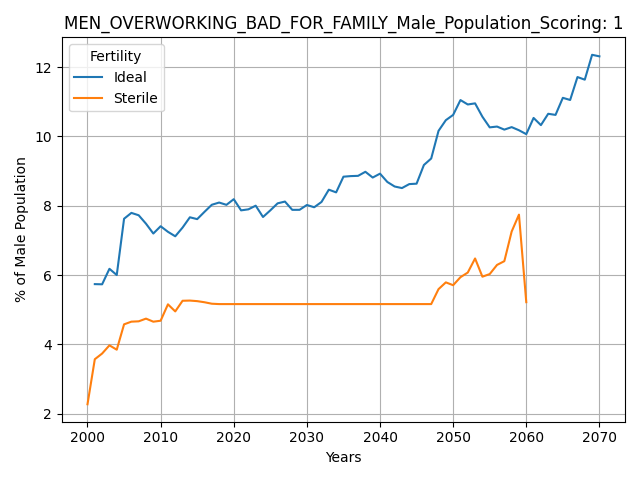 MEN_OVERWORKING_BAD_FOR_FAMILY_Male_Population_Scoring: 1
Fertility
Ideal
Sterile
% of Male Population
12
10
8
6
4
2
2000 2010 2020 2030 2040 2050 2060 2070
Years